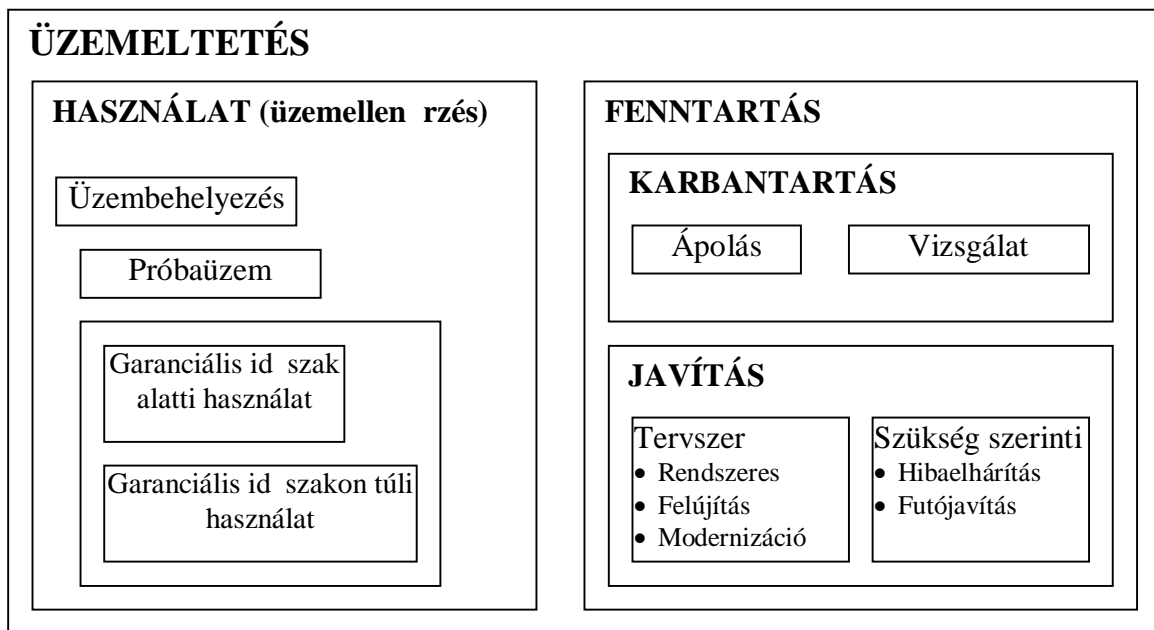 ÜZEMELTETÉS
HASZNÁLAT (üzemellen rzés)
Üzembehelyezés
Próbaüzem
Garanciális id szak
alatti használat
Garanciális id szakon túli
használat
FENNTARTÁS
KARBANTARTÁS
Ápolás
Vizsgálat
JAVÍTÁS
Tervszer
• Rendszeres
• Felújítás
• Modernizáció
Szükség szerinti
• Hibaelhárítás
• Futójavítás